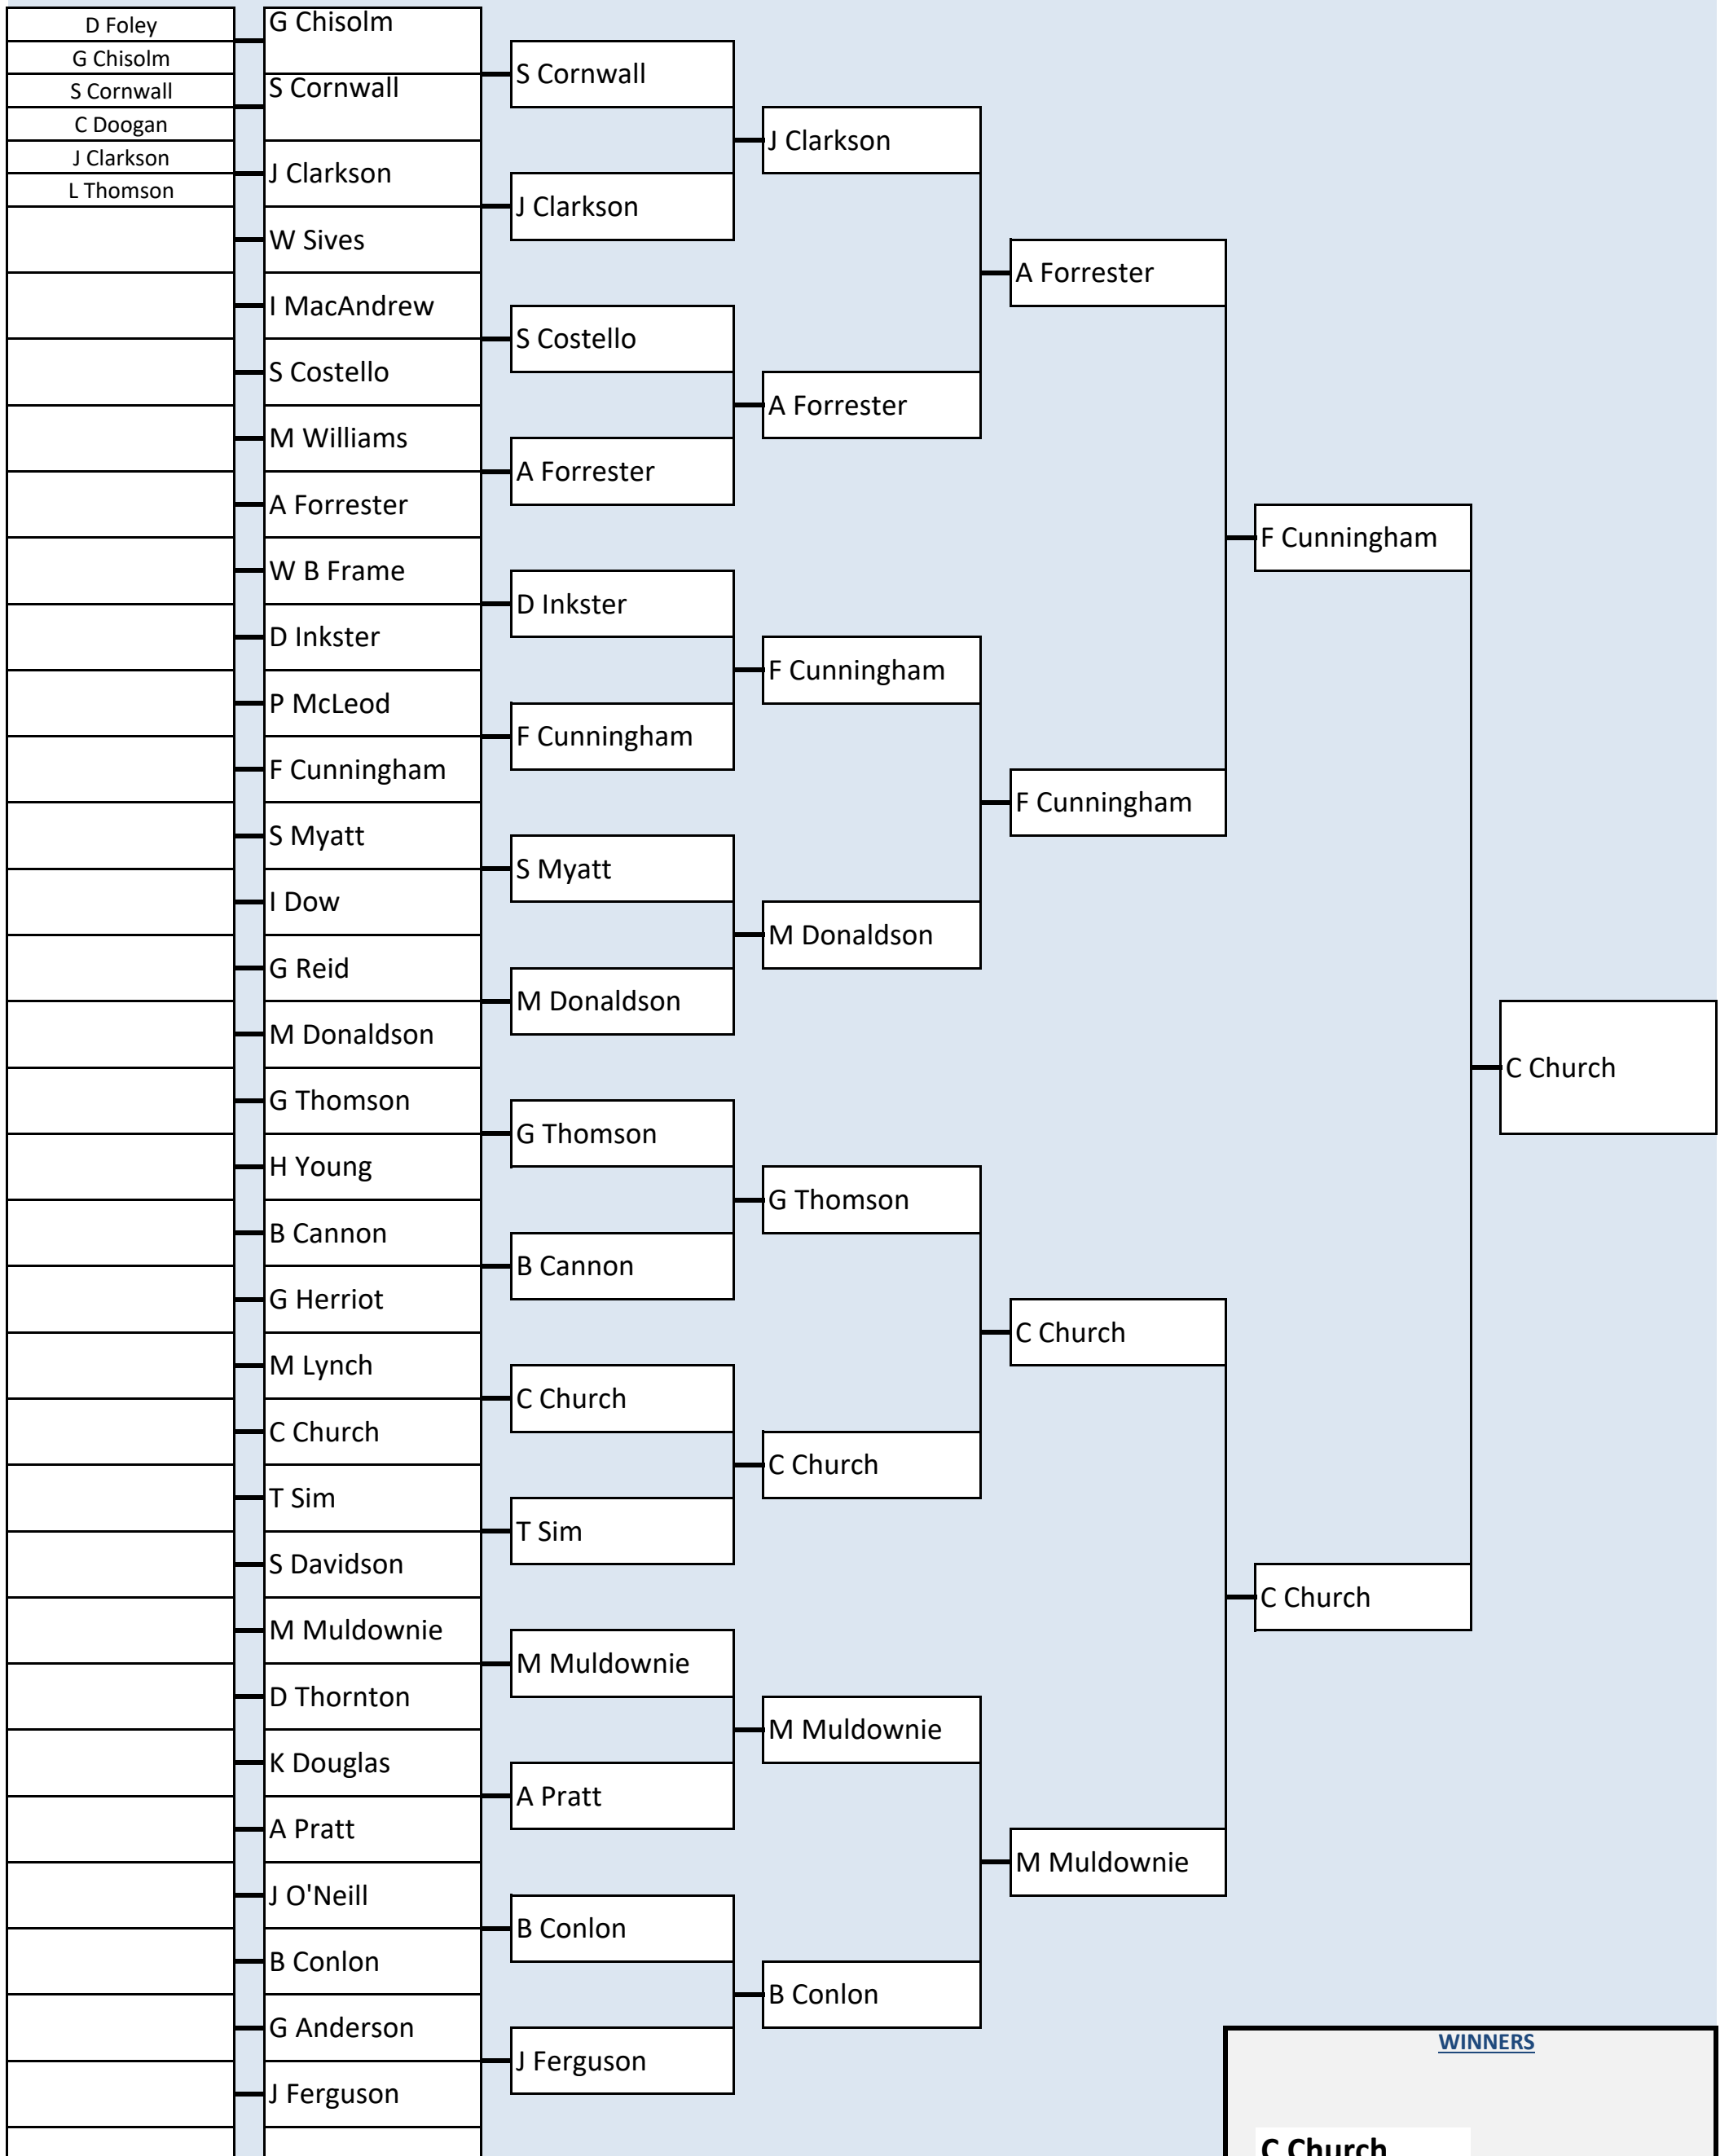 D Foley
G Chisolm
S Cornwall
C Doogan
J Clarkson
L Thomson
G Chisolm
S Cornwall
J Clarkson
W Sives
I MacAndrew
S Costello
M Williams
A Forrester
W B Frame
D Inkster
P McLeod
F Cunningham
S Myatt
I Dow
G Reid
M Donaldson
G Thomson
H Young
B Cannon
G Herriot
M Lynch
C Church
T Sim
S Davidson
M Muldownie
D Thornton
K Douglas
A Pratt
J O'Neill
B Conlon
G Anderson
J Ferguson
S Cornwall
J Clarkson
S Costello
A Forrester
D Inkster
F Cunningham
S Myatt
M Donaldson
G Thomson
B Cannon
C Church
T Sim
M Muldownie
A Pratt
B Conlon
J Ferguson
J Clarkson
A Forrester
F Cunningham
M Donaldson
G Thomson
C Church
M Muldownie
B Conlon
A Forrester
F Cunningham
C Church
M Muldownie
F Cunningham
C Church
C Church
WINNERS
C Church